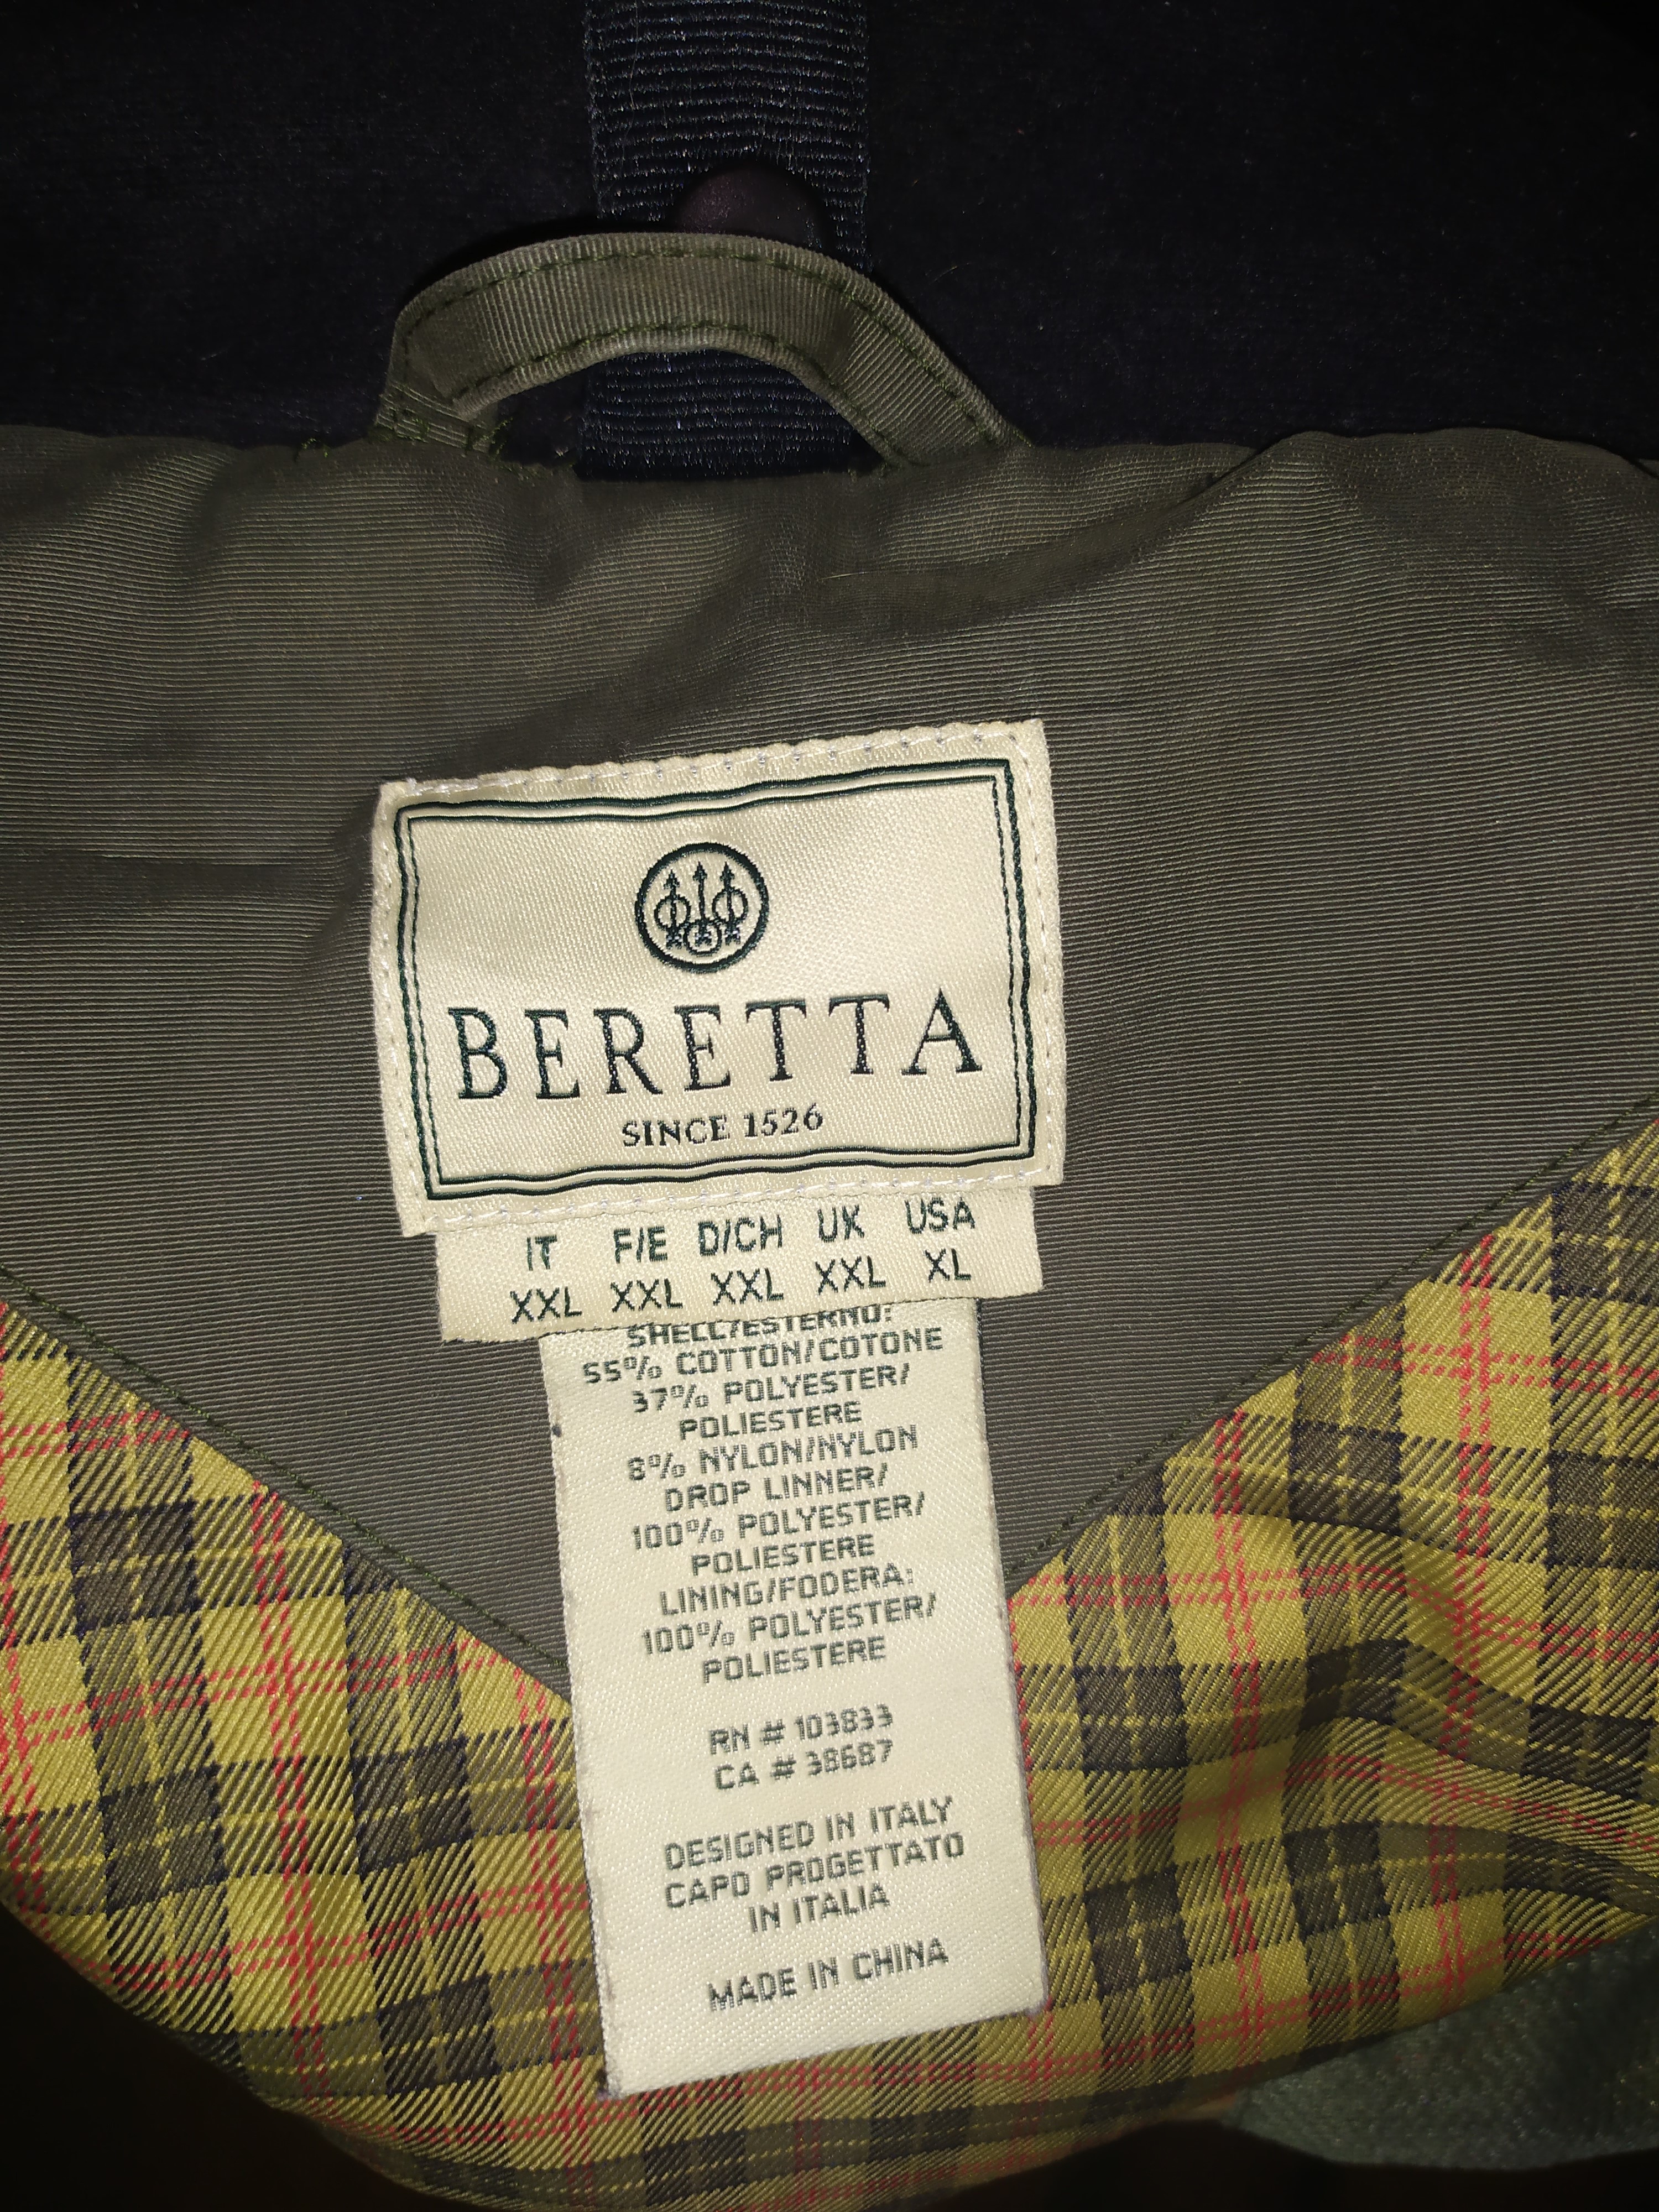 BERETTA
SINCE 1526
IT F/E D/CH UK USA
XXL XXL XXL XXL XL
SHELL/ESTERNO:
55% COTTON/COTONE
37% POLYESTER/
POLIESTERE
8% NYLON/NYLON
DROP LINNER/
100% POLYESTER/
POLIESTERE
LINING/FODERA:
100% POLYESTER/
POLIESTERE
RN # 103833
CA # 38687
DESIGNED IN ITALY
CAPO PROGETTATO
IN ITALIA
MADE IN CHINA